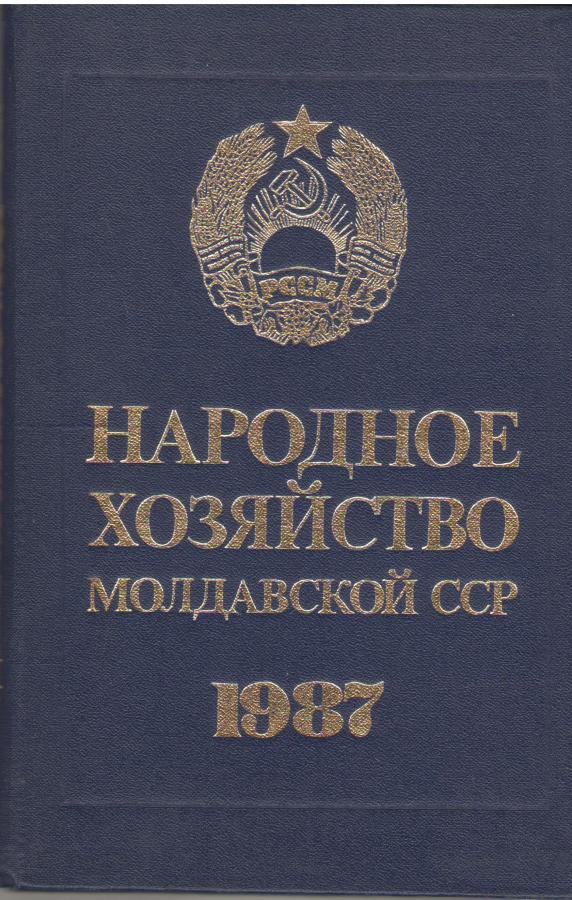 РССМ
НАРОДНОЕ
ХОЗЯЙСТВО
МОЛДАВСКОЙ ССР
1987